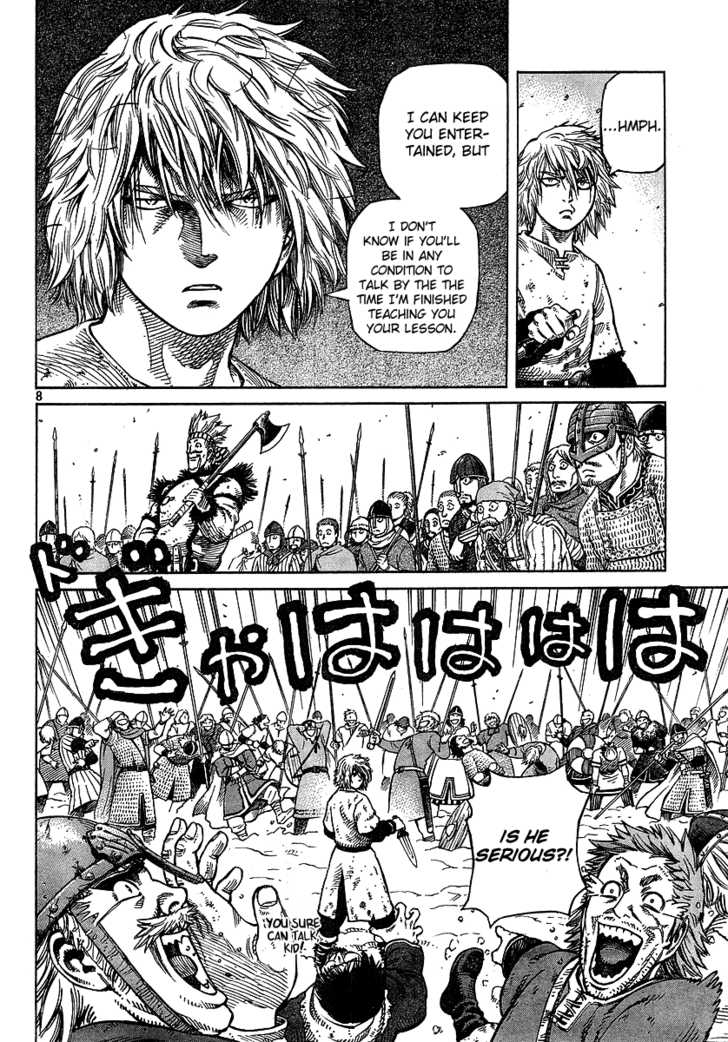 ...HMPH.
I CAN KEEP
YOU ENTER-
TAINED, BUT
I DON'T
KNOW IF YOU'LL
BE IN ANY
CONDITION TO
TALK BY THE THE
TIME I'M FINISHED
TEACHING YOU
YOUR LESSON.
8
ド
ぎゃはははは
IS HE
SERIOUS?!
YOU SURE
CAN TALK,
KID!